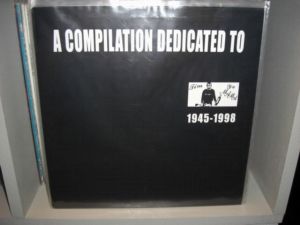 A COMPILATION DEDICATED TO
1945-1998